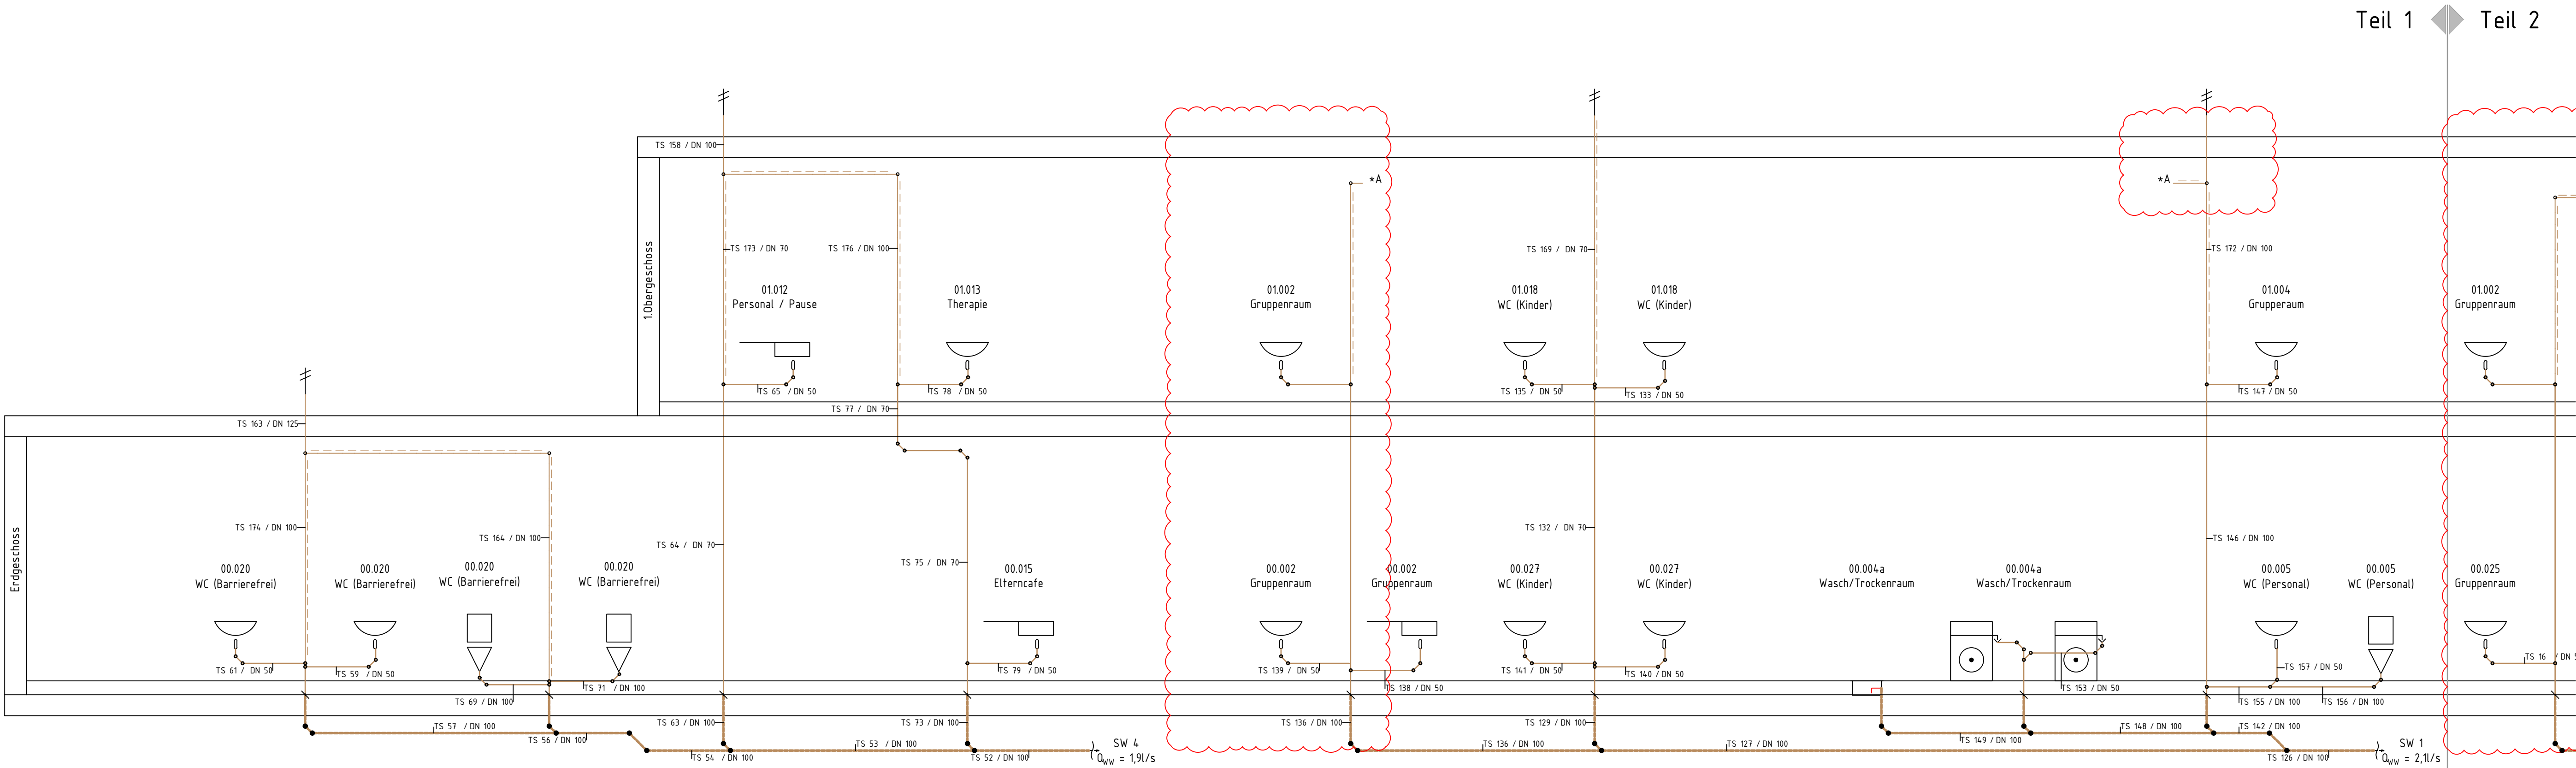 Teil 1
Teil 2
TS 158 / DN 100
*A
*A
1.Obergeschoss
TS 173 / DN 70
TS 176 / DN 100
TS 169 / DN 70
TS 172 / DN 100
01.012
Personal / Pause
01.013
Therapie
01.002
Gruppenraum
01.018
WC (Kinder)
01.018
WC (Kinder)
01.004
Grupperaum
01.002
Gruppenraum
TS 65 / DN 50
TS 78 / DN 50
TS 135 / DN 50
TS 133 / DN 50
TS 147 / DN 50
TS 77 / DN 70
TS 163 / DN 125
Erdgeschoss
TS 174 / DN 100
TS 164 / DN 100
TS 64 / DN 70
TS 75 / DN 70
TS 132 / DN 70
TS 146 / DN 100
00.020
WC (Barrierefrei)
00.020
WC (Barrierefrei)
00.020
WC (Barrierefrei)
00.020
WC (Barrierefrei)
00.015
Elterncafe
00.002
Gruppenraum
00.002
Gruppenraum
00.027
WC (Kinder)
00.027
WC (Kinder)
00.004a
Wasch/Trockenraum
00.004a
Wasch/Trockenraum
00.005
WC (Personal)
00.005
WC (Personal)
00.025
Gruppenraum
TS 61 / DN 50
TS 59 / DN 50
TS 69 / DN 100
TS 71 / DN 100
TS 79 / DN 50
TS 139 / DN 50
TS 138 / DN 50
TS 141 / DN 50
TS 140 / DN 50
TS 153 / DN 50
TS 157 / DN 50
TS 155 / DN 100
TS 156 / DN 100
TS 16 / DN
TS 57 / DN 100
TS 56 / DN 100
TS 63 / DN 100
TS 54 / DN 100
TS 53 / DN 100
TS 73 / DN 100
TS 52 / DN 100
SW 4
QWW = 1,9l/s
TS 136 / DN 100
TS 136 / DN 100
TS 129 / DN 100
TS 127 / DN 100
TS 149 / DN 100
TS 148 / DN 100
TS 142 / DN 100
TS 126 / DN 100
SW 1
QWW = 2,1l/s